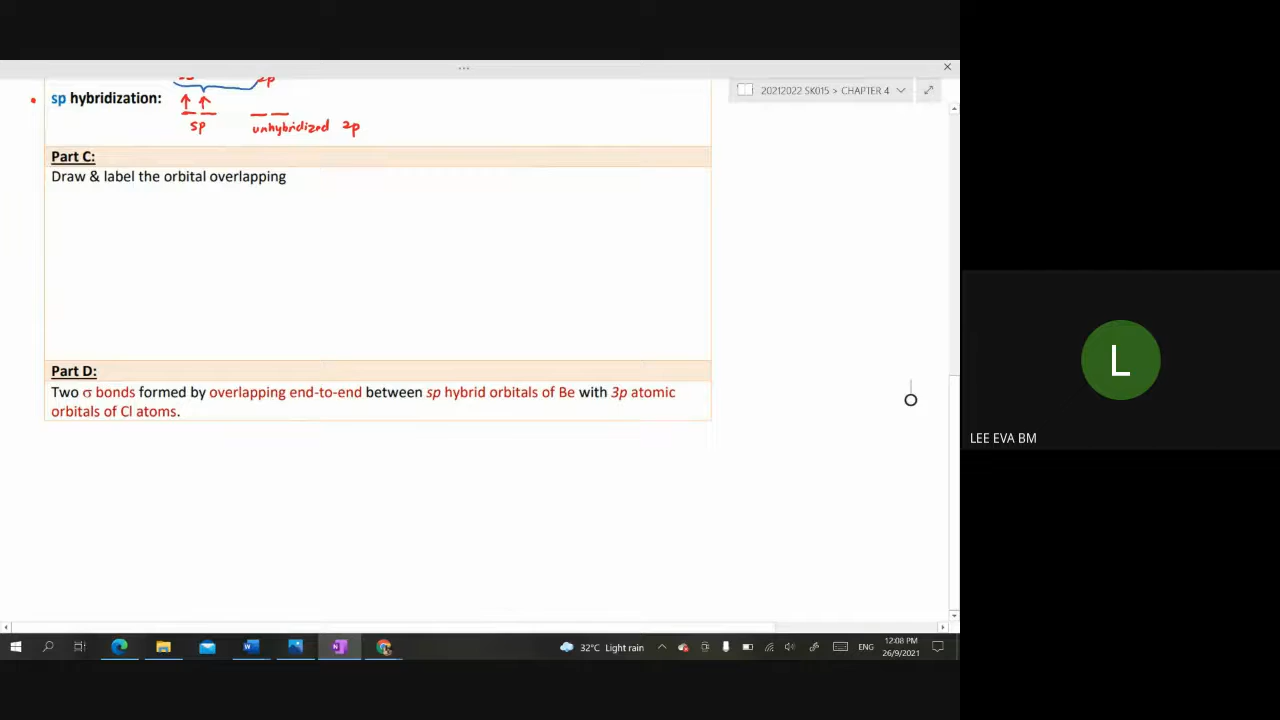 2p
20212022 SK015 > CHAPTER 4
sp hybridization:
sp
unhybridized 2p
Part C:
Draw & label the orbital overlapping
Part D:
Two σ bonds formed by overlapping end-to-end between sp hybrid orbitals of Be with 3p atomic
orbitals of Cl atoms.
L
LEE EVA BM
32°C Light rain
ENG
12:08 PM
26/9/2021